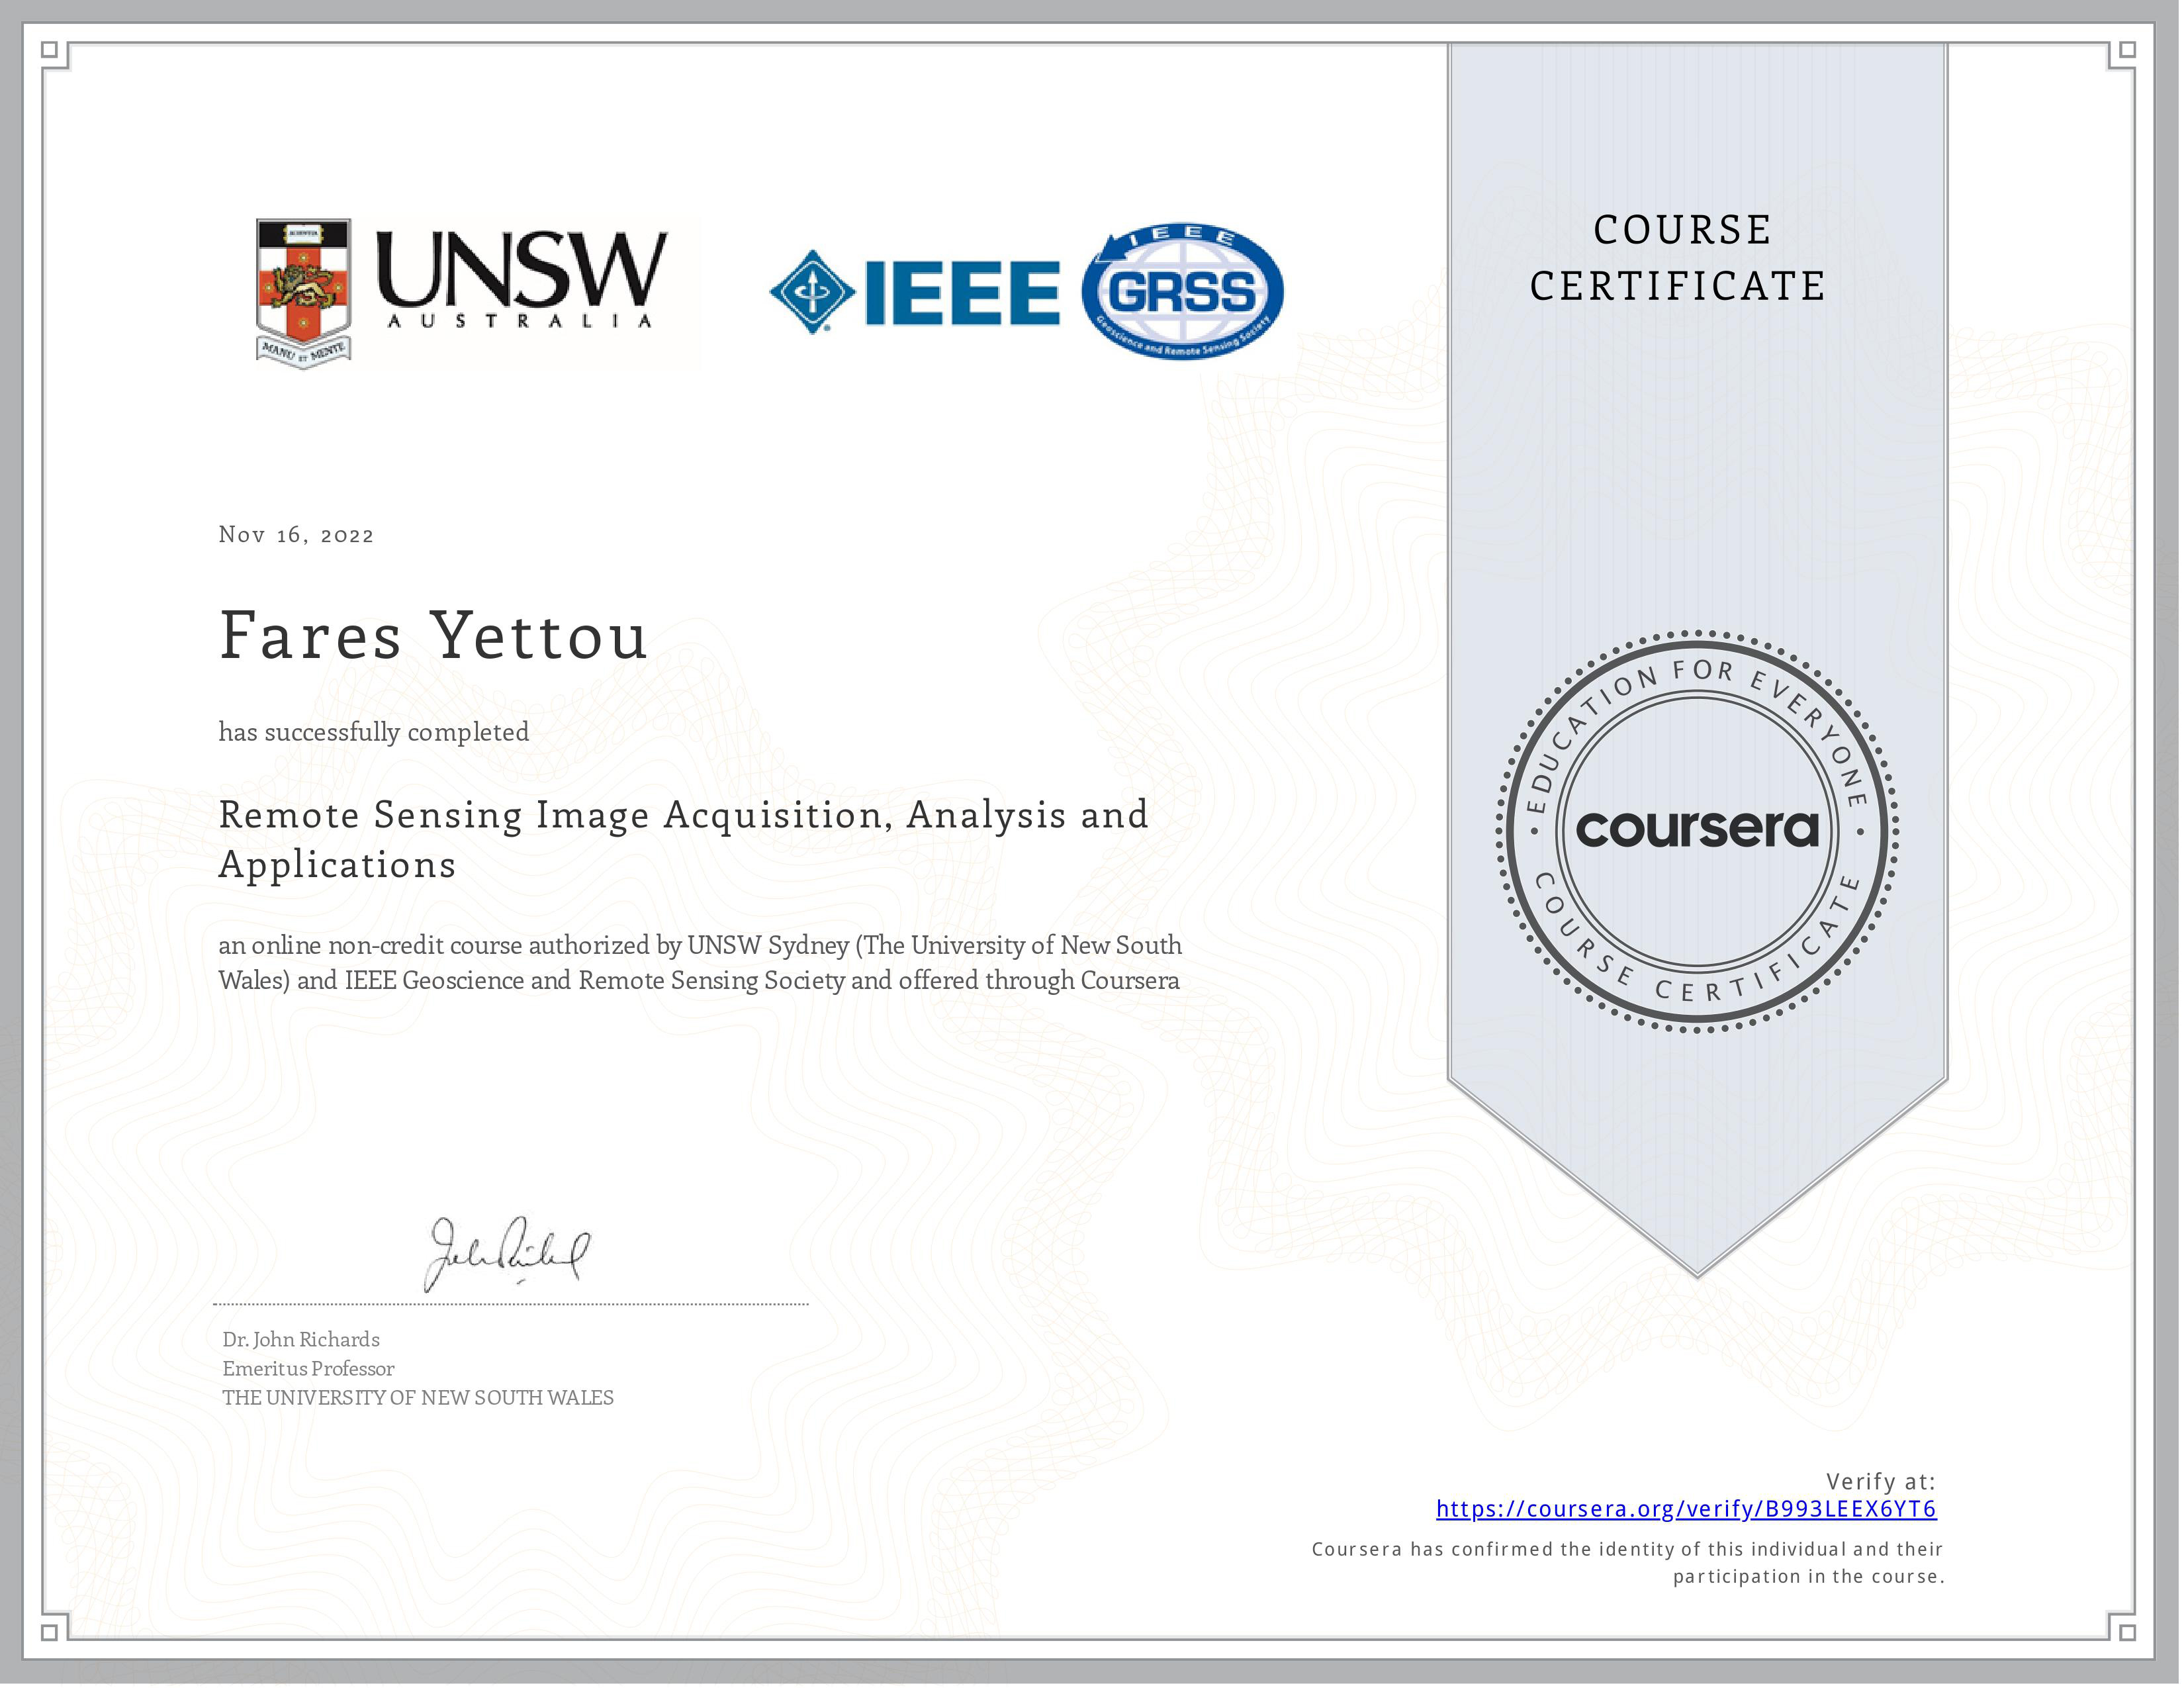 SCIENTIA
MANU ET MENTE
UNSW
AUSTRALIA
IEEE
IEEE
GRSS
Geoscience and Remote Sensing Society
COURSE
CERTIFICATE
Nov 16, 2022
Fares Yettou
has successfully completed
Remote Sensing Image Acquisition, Analysis and
Applications
an online non-credit course authorized by UNSW Sydney (The University of New South
Wales) and IEEE Geoscience and Remote Sensing Society and offered through Coursera
EDUCATION FOR EVERYONE
coursera
COURSE CERTIFICATE
Dr. John Richards
Emeritus Professor
THE UNIVERSITY OF NEW SOUTH WALES
Verify at:
https://coursera.org/verify/B993LEEX6YT6
Coursera has confirmed the identity of this individual and their
participation in the course.